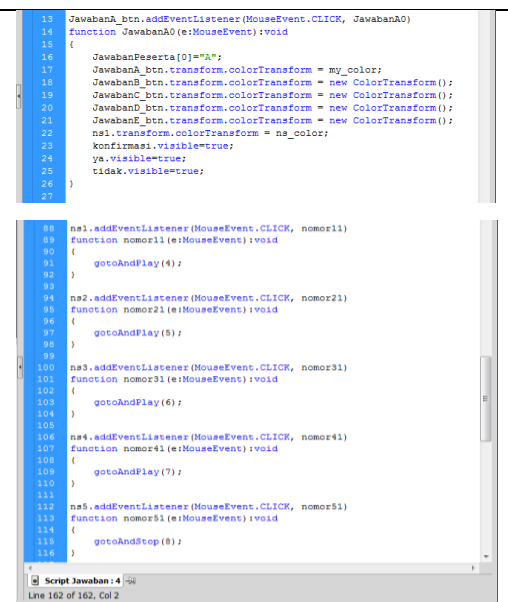 13 JawabanA_btn.addEventListener(MouseEvent.CLICK, JawabanA0)
14 function JawabanA0(e:MouseEvent):void
15 {
16 JawabanPeserta[0]="A";
17 JawabanA_btn.transform.colorTransform = my_color;
18 JawabanB_btn.transform.colorTransform = new ColorTransform();
19 JawabanC_btn.transform.colorTransform = new ColorTransform();
20 JawabanD_btn.transform.colorTransform = new ColorTransform();
21 JawabanE_btn.transform.colorTransform = new ColorTransform();
22 ns1.transform.colorTransform = ns_color;
23 konfirmasi.visible=true;
24 ya.visible=true;
25 tidak.visible=true;
26 }
27
88 ns1.addEventListener(MouseEvent.CLICK, nomor11)
89 function nomor11(e:MouseEvent):void
90 {
91 gotoAndPlay(4);
92 }
93
94 ns2.addEventListener(MouseEvent.CLICK, nomor21)
95 function nomor21(e:MouseEvent):void
96 {
97 gotoAndPlay(5);
98 }
99
100 ns3.addEventListener(MouseEvent.CLICK, nomor31)
101 function nomor31(e:MouseEvent):void
102 {
103 gotoAndPlay(6);
104 }
105
106 ns4.addEventListener(MouseEvent.CLICK, nomor41)
107 function nomor41(e:MouseEvent):void
108 {
109 gotoAndPlay(7);
110 }
111
112 ns5.addEventListener(MouseEvent.CLICK, nomor51)
113 function nomor51(e:MouseEvent):void
114 {
115 gotoAndStop(8);
116 }
Script Jawaban : 4
Line 162 of 162, Col 2